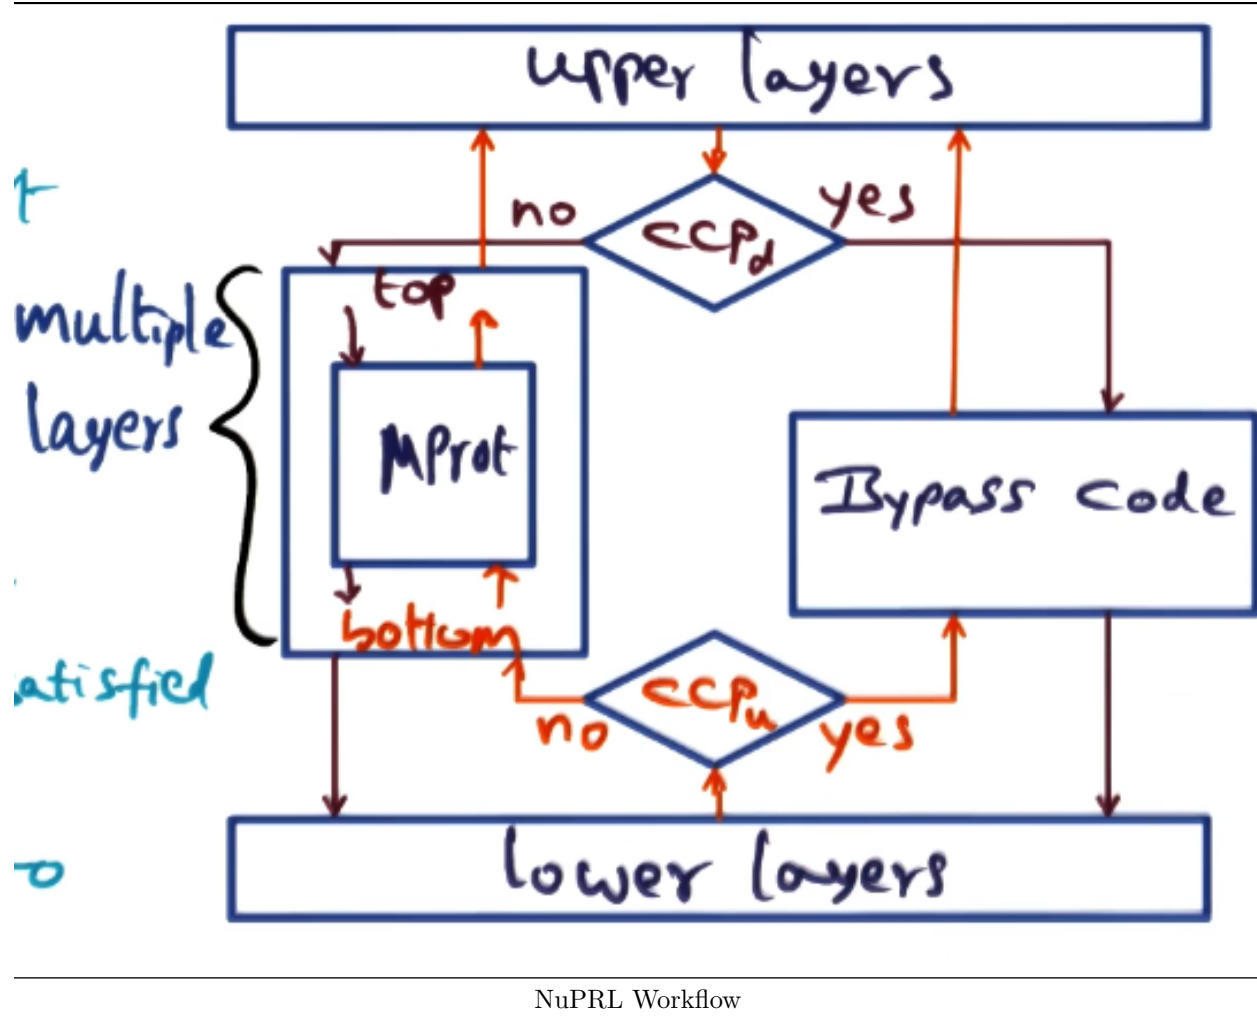 upper layers
no
yes
CCPd
top
multiple
layers
MProt
Bypass code
bottom
CCPu
no
yes
lower layers
NuPRL Workflow